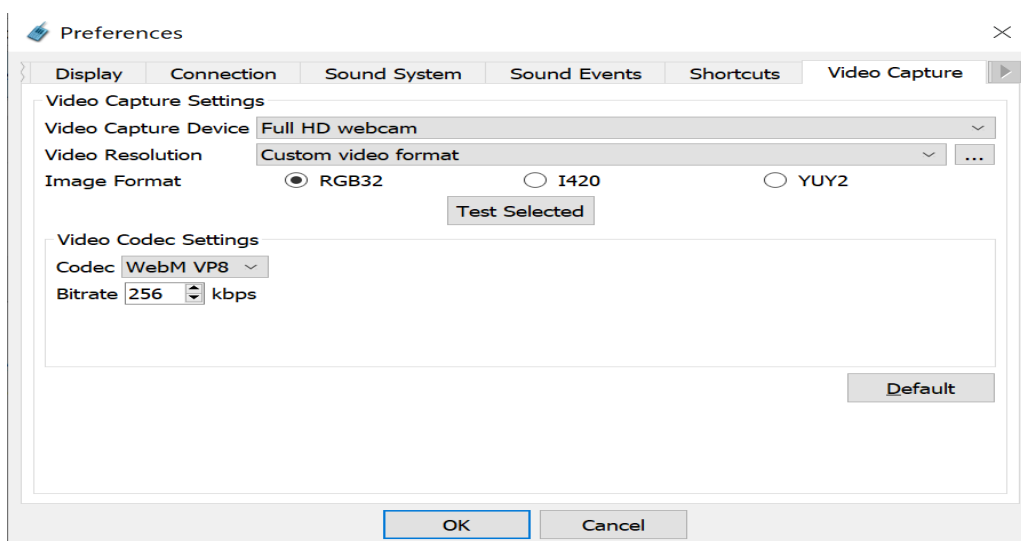 Preferences
Display Connection Sound System Sound Events Shortcuts Video Capture
Video Capture Settings
Video Capture Device Full HD webcam
Video Resolution Custom video format ...
Image Format RGB32 I420 YUY2
Test Selected
Video Codec Settings
Codec WebM VP8
Bitrate 256 kbps
Default
OK Cancel